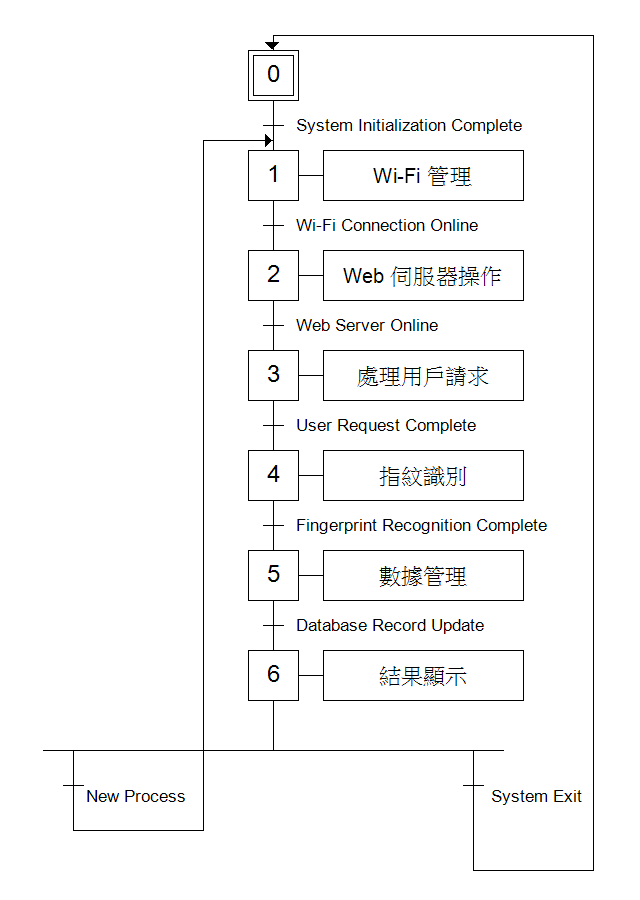 0
System Initialization Complete
1
Wi-Fi 管理
Wi-Fi Connection Online
2
Web 伺服器操作
Web Server Online
3
處理用戶請求
User Request Complete
4
指紋識別
Fingerprint Recognition Complete
5
數據管理
Database Record Update
6
結果顯示
New Process
System Exit